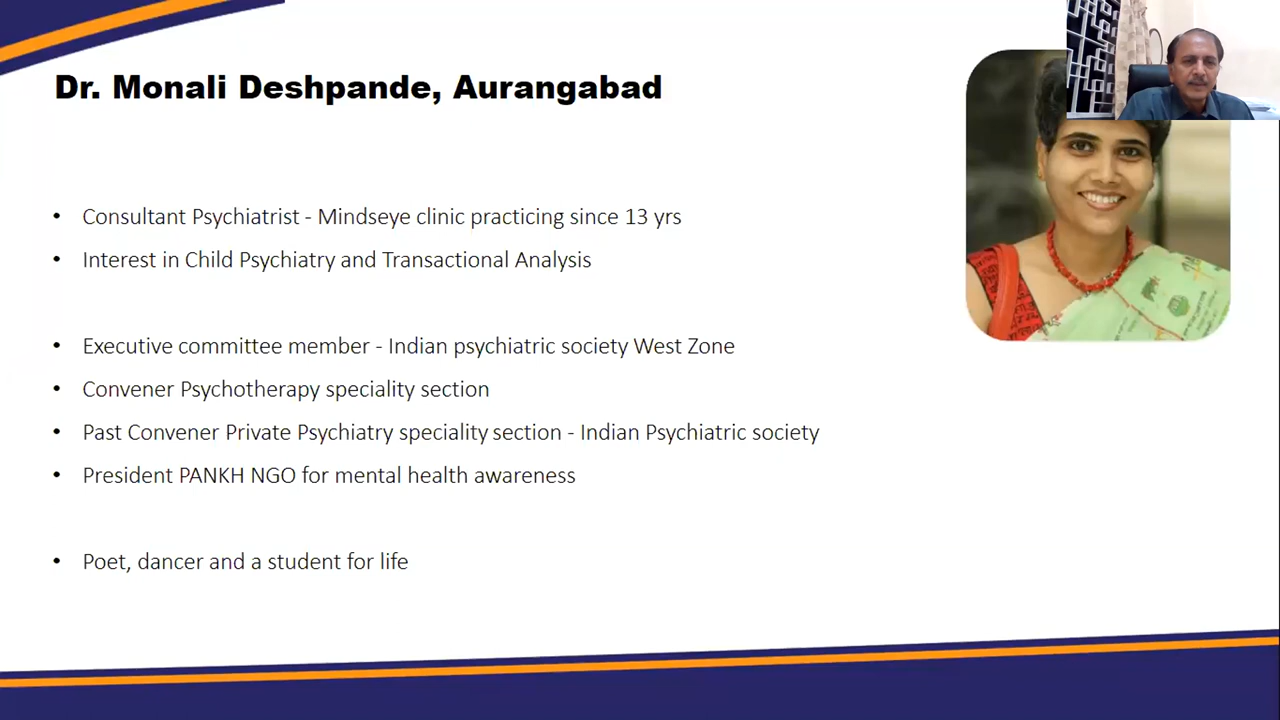 Dr. Monali Deshpande, Aurangabad
• Consultant Psychiatrist - Mindseye clinic practicing since 13 yrs
• Interest in Child Psychiatry and Transactional Analysis
• Executive committee member - Indian psychiatric society West Zone
• Convener Psychotherapy speciality section
• Past Convener Private Psychiatry speciality section - Indian Psychiatric society
• President PANKH NGO for mental health awareness
• Poet, dancer and a student for life